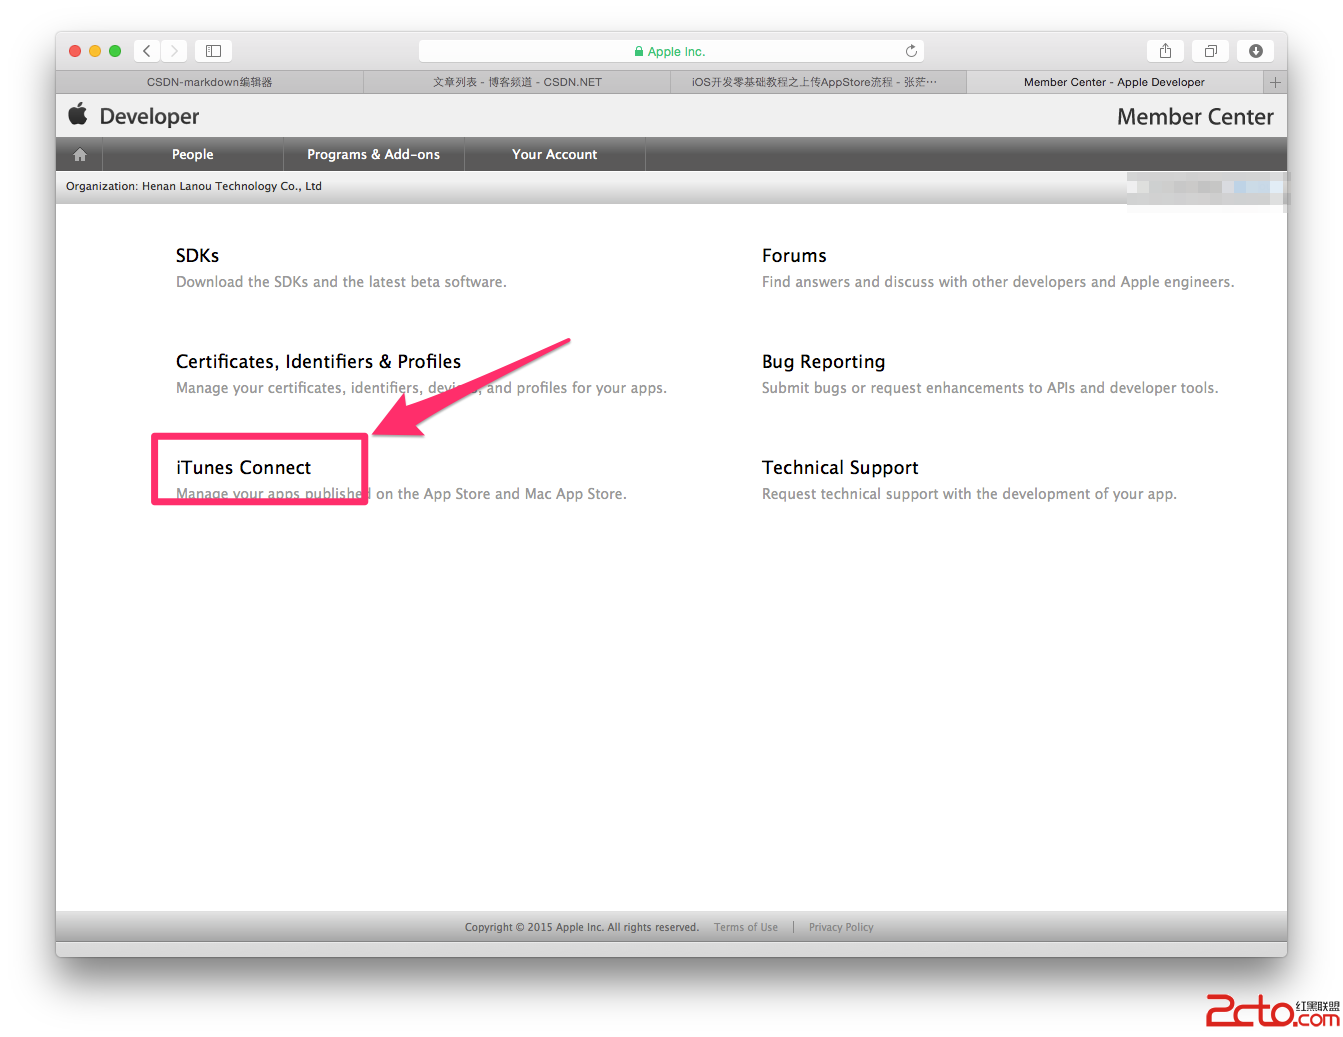 Apple Inc.
CSDN-markdown编辑器
文章列表 - 博客频道 - CSDN.NET
iOS开发零基础教程之上传AppStore流程 - 张茫…
Member Center - Apple Developer
Developer
Member Center
People
Programs & Add-ons
Your Account
Organization: Henan Lanou Technology Co., Ltd
SDKs
Download the SDKs and the latest beta software.
Forums
Find answers and discuss with other developers and Apple engineers.
Certificates, Identifiers & Profiles
Manage your certificates, identifiers, devices, and profiles for your apps.
Bug Reporting
Submit bugs or request enhancements to APIs and developer tools.
iTunes Connect
Manage your apps published on the App Store and Mac App Store.
Technical Support
Request technical support with the development of your app.
Copyright © 2015 Apple Inc. All rights reserved.
Terms of Use
Privacy Policy
2cto.com
红黑联盟